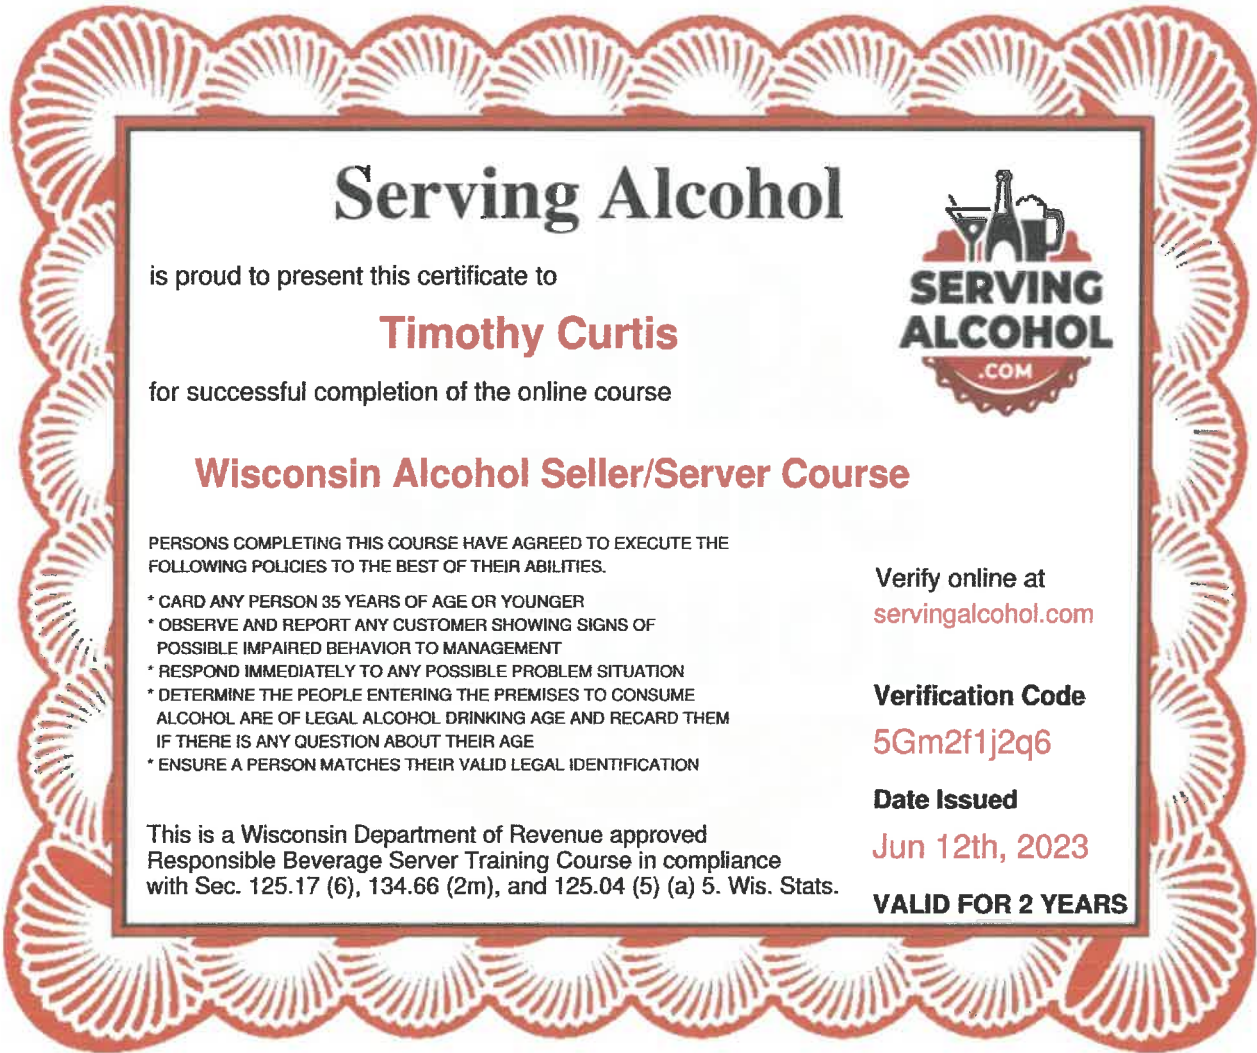 Serving Alcohol
is proud to present this certificate to
Timothy Curtis
for successful completion of the online course
SERVING
ALCOHOL
.COM
Wisconsin Alcohol Seller/Server Course
PERSONS COMPLETING THIS COURSE HAVE AGREED TO EXECUTE THE
FOLLOWING POLICIES TO THE BEST OF THEIR ABILITIES.
* CARD ANY PERSON 35 YEARS OF AGE OR YOUNGER
* OBSERVE AND REPORT ANY CUSTOMER SHOWING SIGNS OF
POSSIBLE IMPAIRED BEHAVIOR TO MANAGEMENT
* RESPOND IMMEDIATELY TO ANY POSSIBLE PROBLEM SITUATION
* DETERMINE THE PEOPLE ENTERING THE PREMISES TO CONSUME
ALCOHOL ARE OF LEGAL ALCOHOL DRINKING AGE AND RECARD THEM
IF THERE IS ANY QUESTION ABOUT THEIR AGE
* ENSURE A PERSON MATCHES THEIR VALID LEGAL IDENTIFICATION
This is a Wisconsin Department of Revenue approved
Responsible Beverage Server Training Course in compliance
with Sec. 125.17 (6), 134.66 (2m), and 125.04 (5) (a) 5. Wis. Stats.
Verify online at
servingalcohol.com
Verification Code
5Gm2f1j2q6
Date Issued
Jun 12th, 2023
VALID FOR 2 YEARS